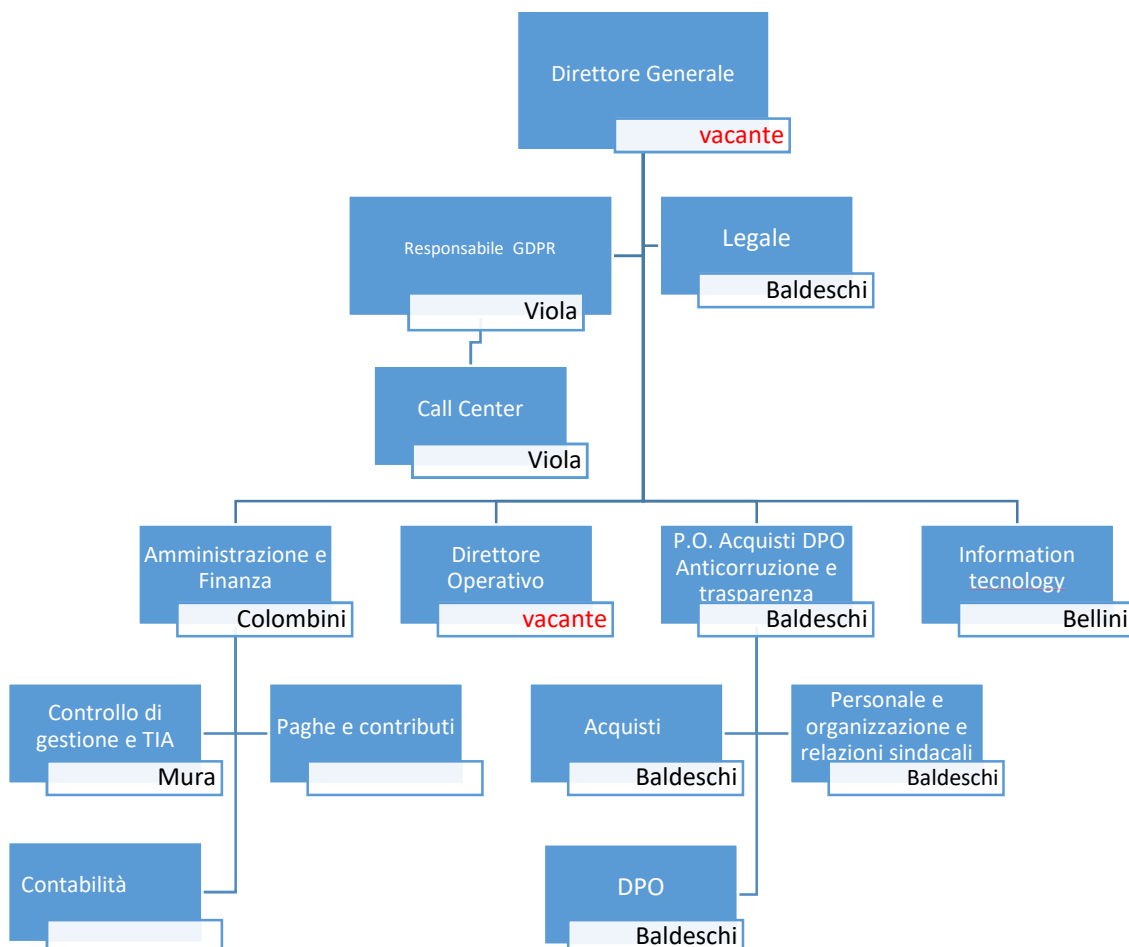 Direttore Generale
vacante
Responsabile GDPR
Viola
Legale
Baldeschi
Call Center
Viola
Amministrazione e
Finanza
Colombini
Direttore
Operativo
vacante
P.O. Acquisti DPO
Anticorruzione e
trasparenza
Baldeschi
Information
tecnology
Bellini
Controllo di
gestione e TIA
Mura
Paghe e contributi
Acquisti
Baldeschi
Personale e
organizzazione e
relazioni sindacali
Baldeschi
Contabilità
DPO
Baldeschi